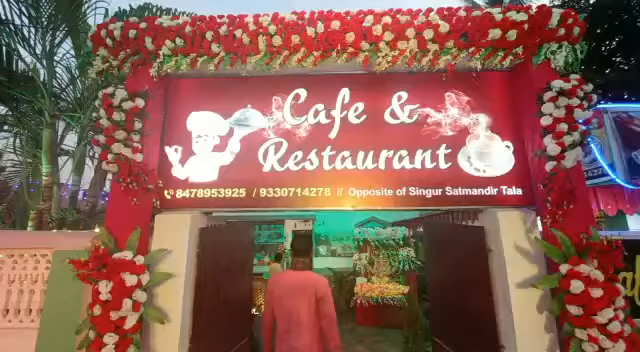 Cafe &
Restaurant
8478953925 / 9330714278 // Opposite of Singur Satmandir Tala